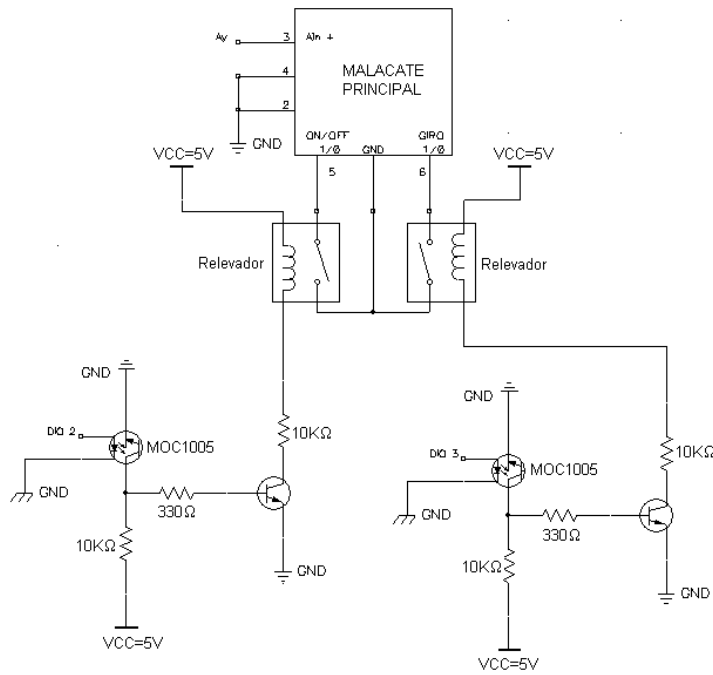 Av
3
AIn +
4
2
MALACATE
PRINCIPAL
GND
ON/OFF
1/0
GND
GIRO
1/0
5
6
VCC=5V
VCC=5V
Relevador
Relevador
GND
DIO 2
MOC1005
GND
10KΩ
330Ω
10KΩ
GND
VCC=5V
GND
DIO 3
MOC1005
GND
10KΩ
330Ω
10KΩ
GND
VCC=5V